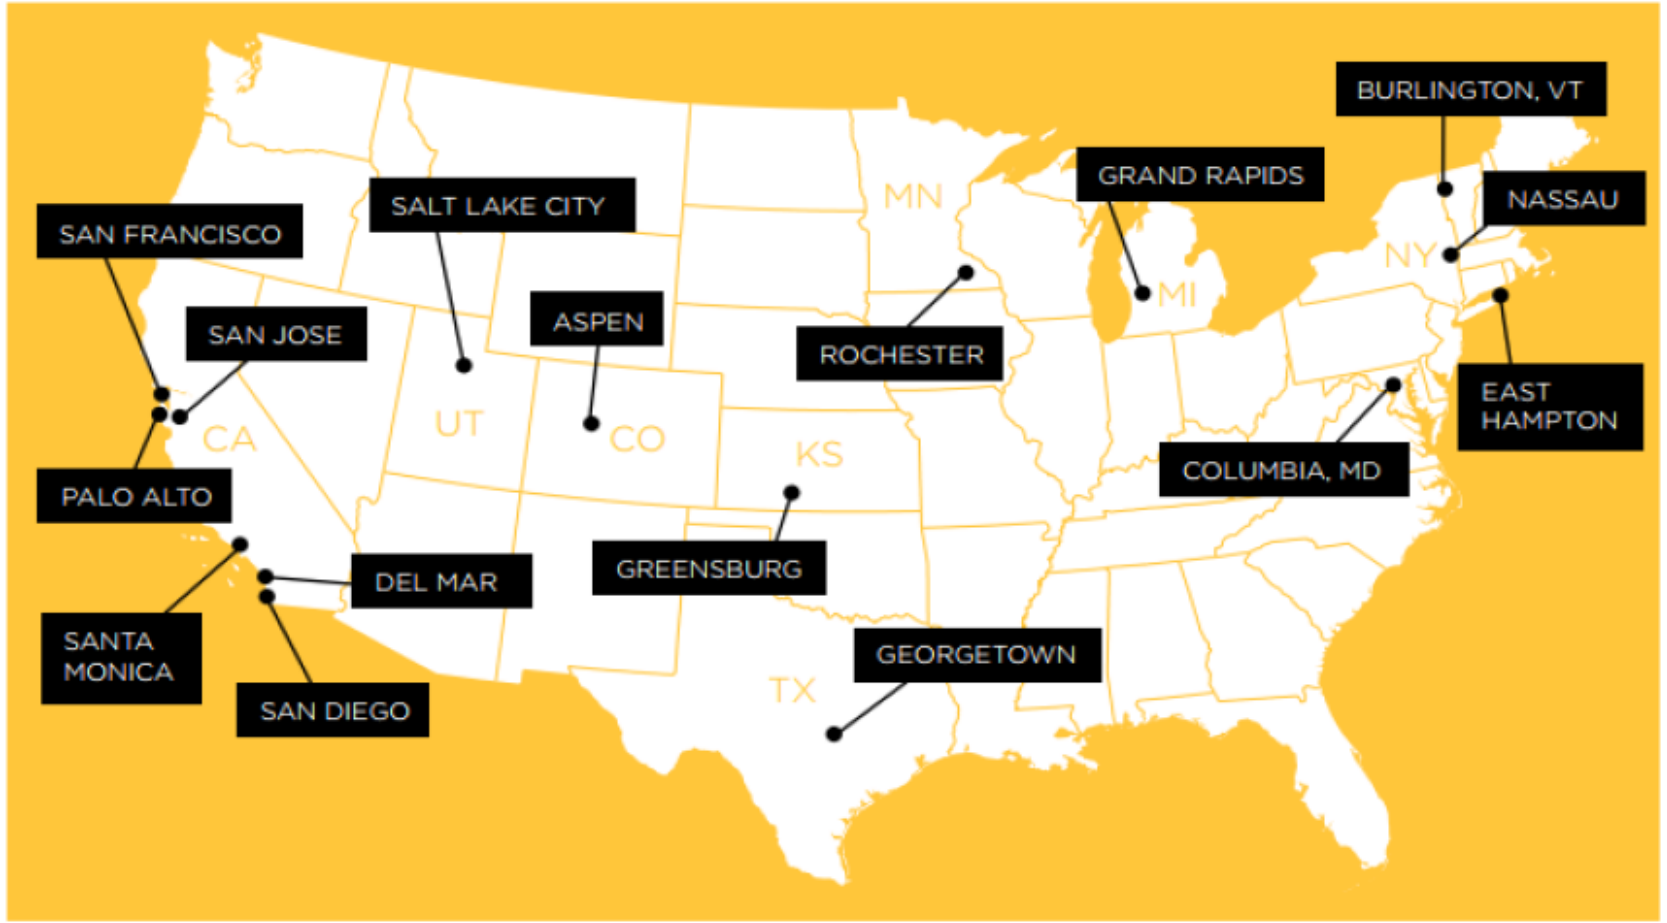 BURLINGTON, VT
GRAND RAPIDS
MN
NASSAU
SALT LAKE CITY
SAN FRANCISCO
NY
MI
ASPEN
SAN JOSE
ROCHESTER
EAST
HAMPTON
UT
CO
CA
KS
COLUMBIA, MD
PALO ALTO
GREENSBURG
DEL MAR
SANTA
MONICA
GEORGETOWN
TX
SAN DIEGO